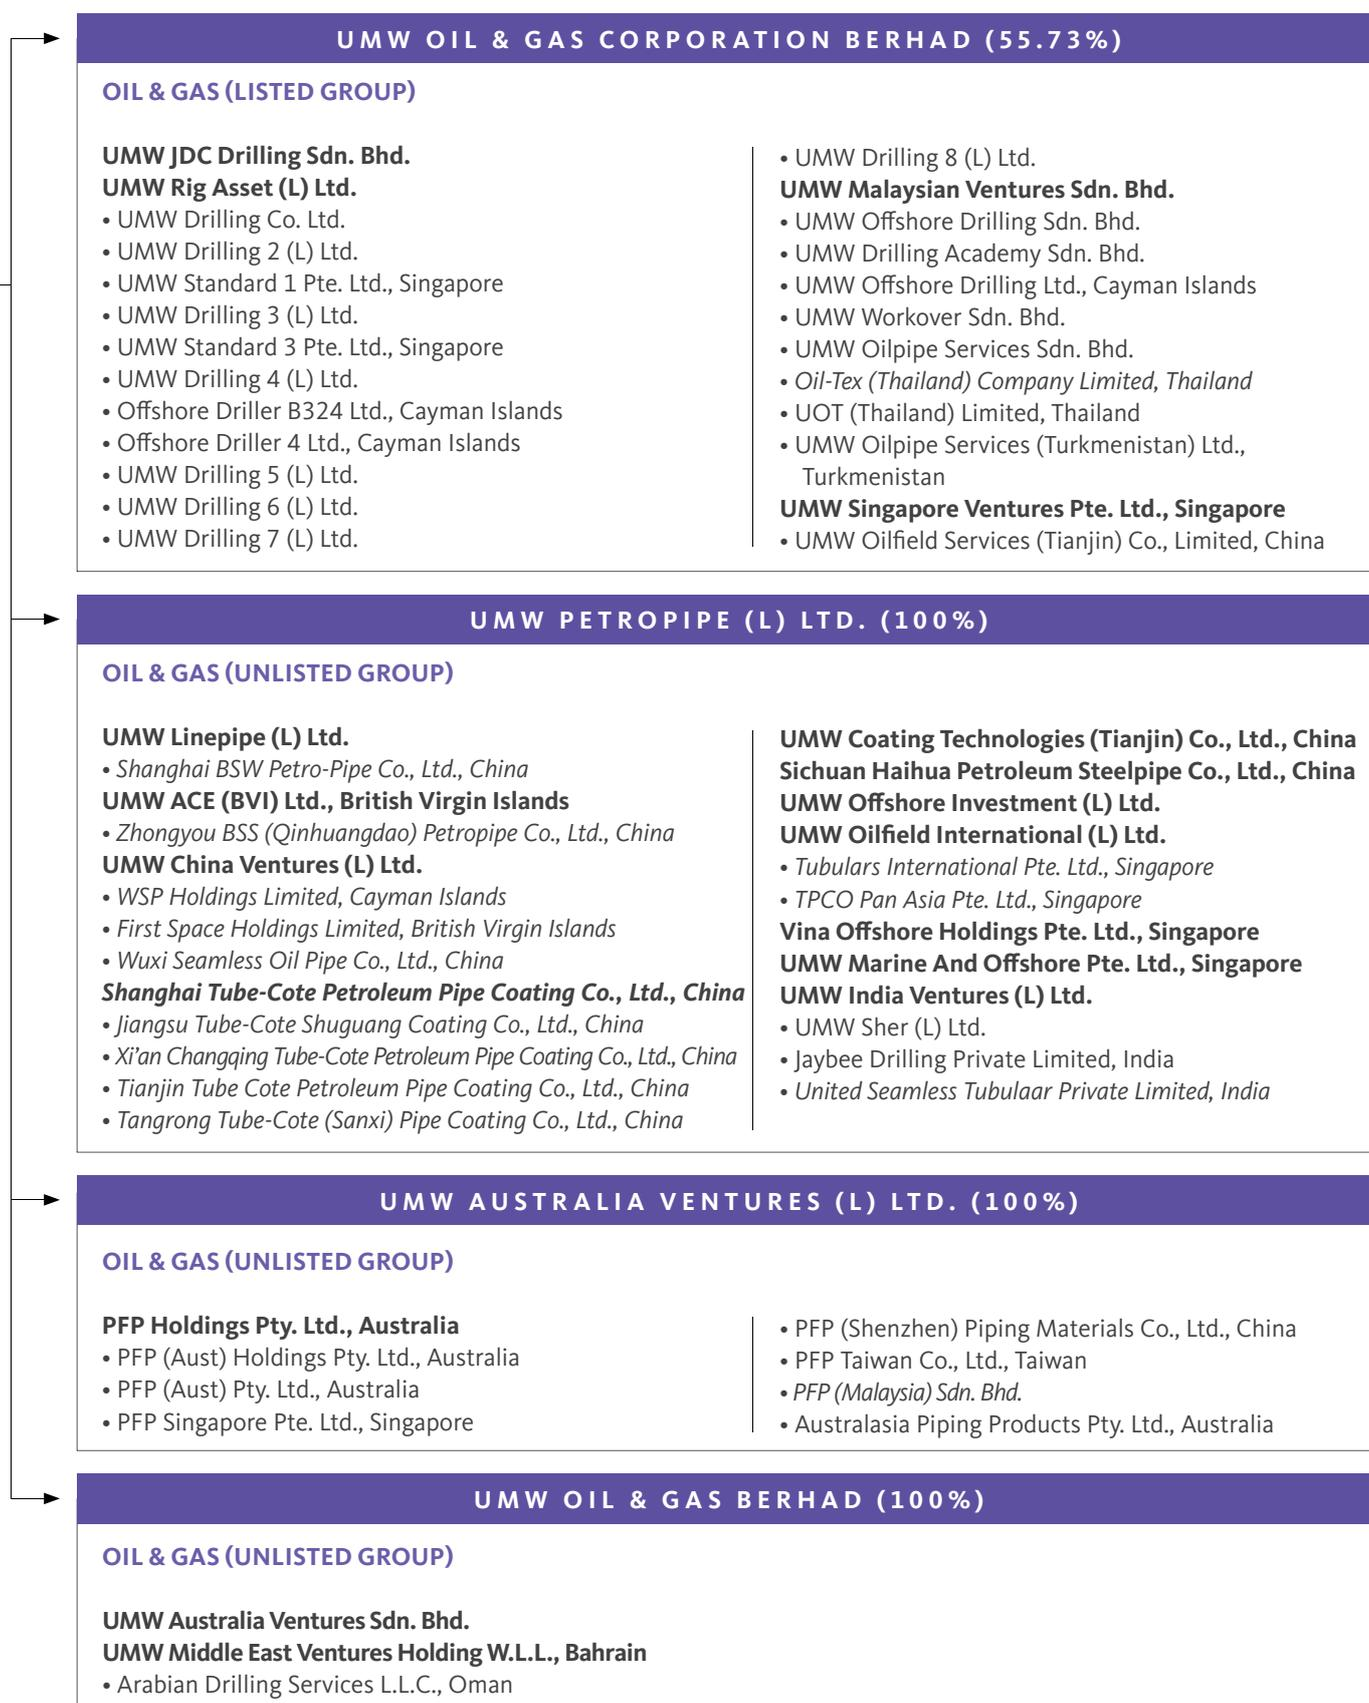 UMW OIL & GAS CORPORATION BERHAD (55.73%)
OIL & GAS (LISTED GROUP)
UMW JDC Drilling Sdn. Bhd.
UMW Rig Asset (L) Ltd.
• UMW Drilling Co. Ltd.
• UMW Drilling 2 (L) Ltd.
• UMW Standard 1 Pte. Ltd., Singapore
• UMW Drilling 3 (L) Ltd.
• UMW Standard 3 Pte. Ltd., Singapore
• UMW Drilling 4 (L) Ltd.
• Offshore Driller B324 Ltd., Cayman Islands
• Offshore Driller 4 Ltd., Cayman Islands
• UMW Drilling 5 (L) Ltd.
• UMW Drilling 6 (L) Ltd.
• UMW Drilling 7 (L) Ltd.
• UMW Drilling 8 (L) Ltd.
UMW Malaysian Ventures Sdn. Bhd.
• UMW Offshore Drilling Sdn. Bhd.
• UMW Drilling Academy Sdn. Bhd.
• UMW Offshore Drilling Ltd., Cayman Islands
• UMW Workover Sdn. Bhd.
• UMW Oilpipe Services Sdn. Bhd.
• Oil-Tex (Thailand) Company Limited, Thailand
• UOT (Thailand) Limited, Thailand
• UMW Oilpipe Services (Turkmenistan) Ltd.,
Turkmenistan
UMW Singapore Ventures Pte. Ltd., Singapore
• UMW Oilfield Services (Tianjin) Co., Limited, China
UMW PETROPIPE (L) LTD. (100%)
OIL & GAS (UNLISTED GROUP)
UMW Linepipe (L) Ltd.
• Shanghai BSW Petro-Pipe Co., Ltd., China
UMW ACE (BVI) Ltd., British Virgin Islands
• Zhongyou BSS (Qinhuangdao) Petropipe Co., Ltd., China
UMW China Ventures (L) Ltd.
• WSP Holdings Limited, Cayman Islands
• First Space Holdings Limited, British Virgin Islands
• Wuxi Seamless Oil Pipe Co., Ltd., China
Shanghai Tube-Cote Petroleum Pipe Coating Co., Ltd., China
• Jiangsu Tube-Cote Shuguang Coating Co., Ltd., China
• Xi’an Changqing Tube-Cote Petroleum Pipe Coating Co., Ltd., China
• Tianjin Tube Cote Petroleum Pipe Coating Co., Ltd., China
• Tangrong Tube-Cote (Sanxi) Pipe Coating Co., Ltd., China
UMW Coating Technologies (Tianjin) Co., Ltd., China
Sichuan Haihua Petroleum Steelpipe Co., Ltd., China
UMW Offshore Investment (L) Ltd.
UMW Oilfield International (L) Ltd.
• Tubulars International Pte. Ltd., Singapore
• TPCO Pan Asia Pte. Ltd., Singapore
Vina Offshore Holdings Pte. Ltd., Singapore
UMW Marine And Offshore Pte. Ltd., Singapore
UMW India Ventures (L) Ltd.
• UMW Sher (L) Ltd.
• Jaybee Drilling Private Limited, India
• United Seamless Tubulaar Private Limited, India
UMW AUSTRALIA VENTURES (L) LTD. (100%)
OIL & GAS (UNLISTED GROUP)
PFP Holdings Pty. Ltd., Australia
• PFP (Aust) Holdings Pty. Ltd., Australia
• PFP (Aust) Pty. Ltd., Australia
• PFP Singapore Pte. Ltd., Singapore
• PFP (Shenzhen) Piping Materials Co., Ltd., China
• PFP Taiwan Co., Ltd., Taiwan
• PFP (Malaysia) Sdn. Bhd.
• Australasia Piping Products Pty. Ltd., Australia
UMW OIL & GAS BERHAD (100%)
OIL & GAS (UNLISTED GROUP)
UMW Australia Ventures Sdn. Bhd.
UMW Middle East Ventures Holding W.L.L., Bahrain
• Arabian Drilling Services L.L.C., Oman